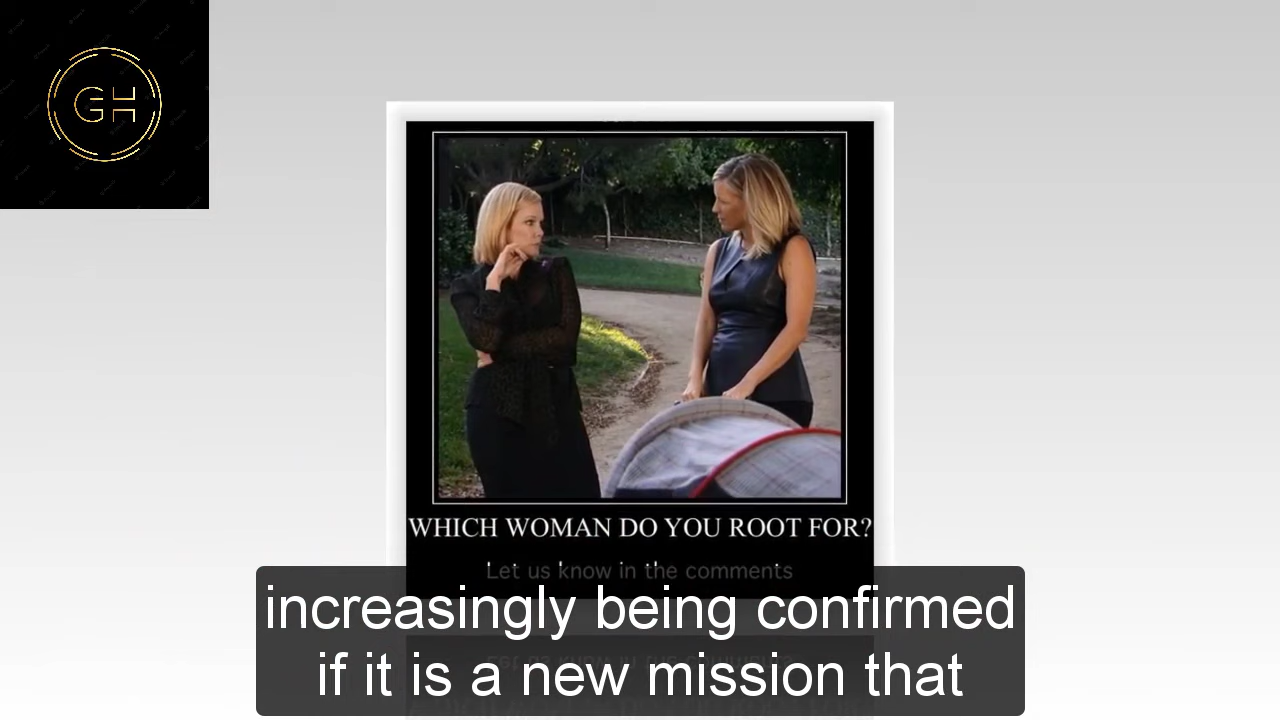 GH
WHICH WOMAN DO YOU ROOT FOR?
Let us know in the comments
increasingly being confirmed
if it is a new mission that